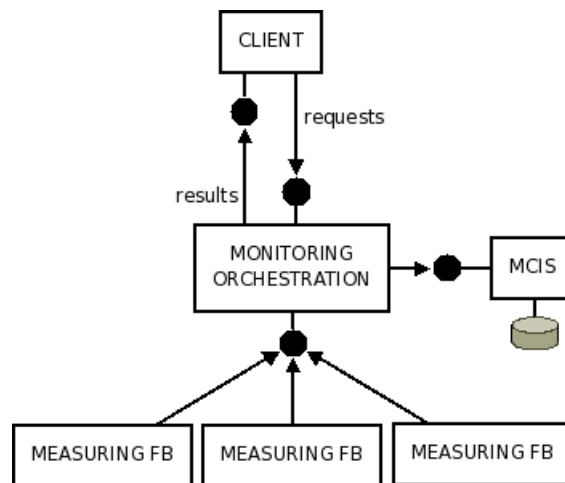 CLIENT
requests
results
MONITORING
ORCHESTRATION
MCIS
MEASURING FB
MEASURING FB
MEASURING FB